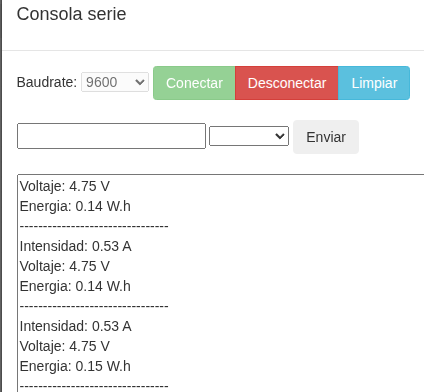 Consola serie
Baudrate: 9600 Conectar Desconectar Limpiar
Enviar
Voltaje: 4.75 V
Energia: 0.14 W.h
--------------------------------
Intensidad: 0.53 A
Voltaje: 4.75 V
Energia: 0.14 W.h
--------------------------------
Intensidad: 0.53 A
Voltaje: 4.75 V
Energia: 0.15 W.h
--------------------------------